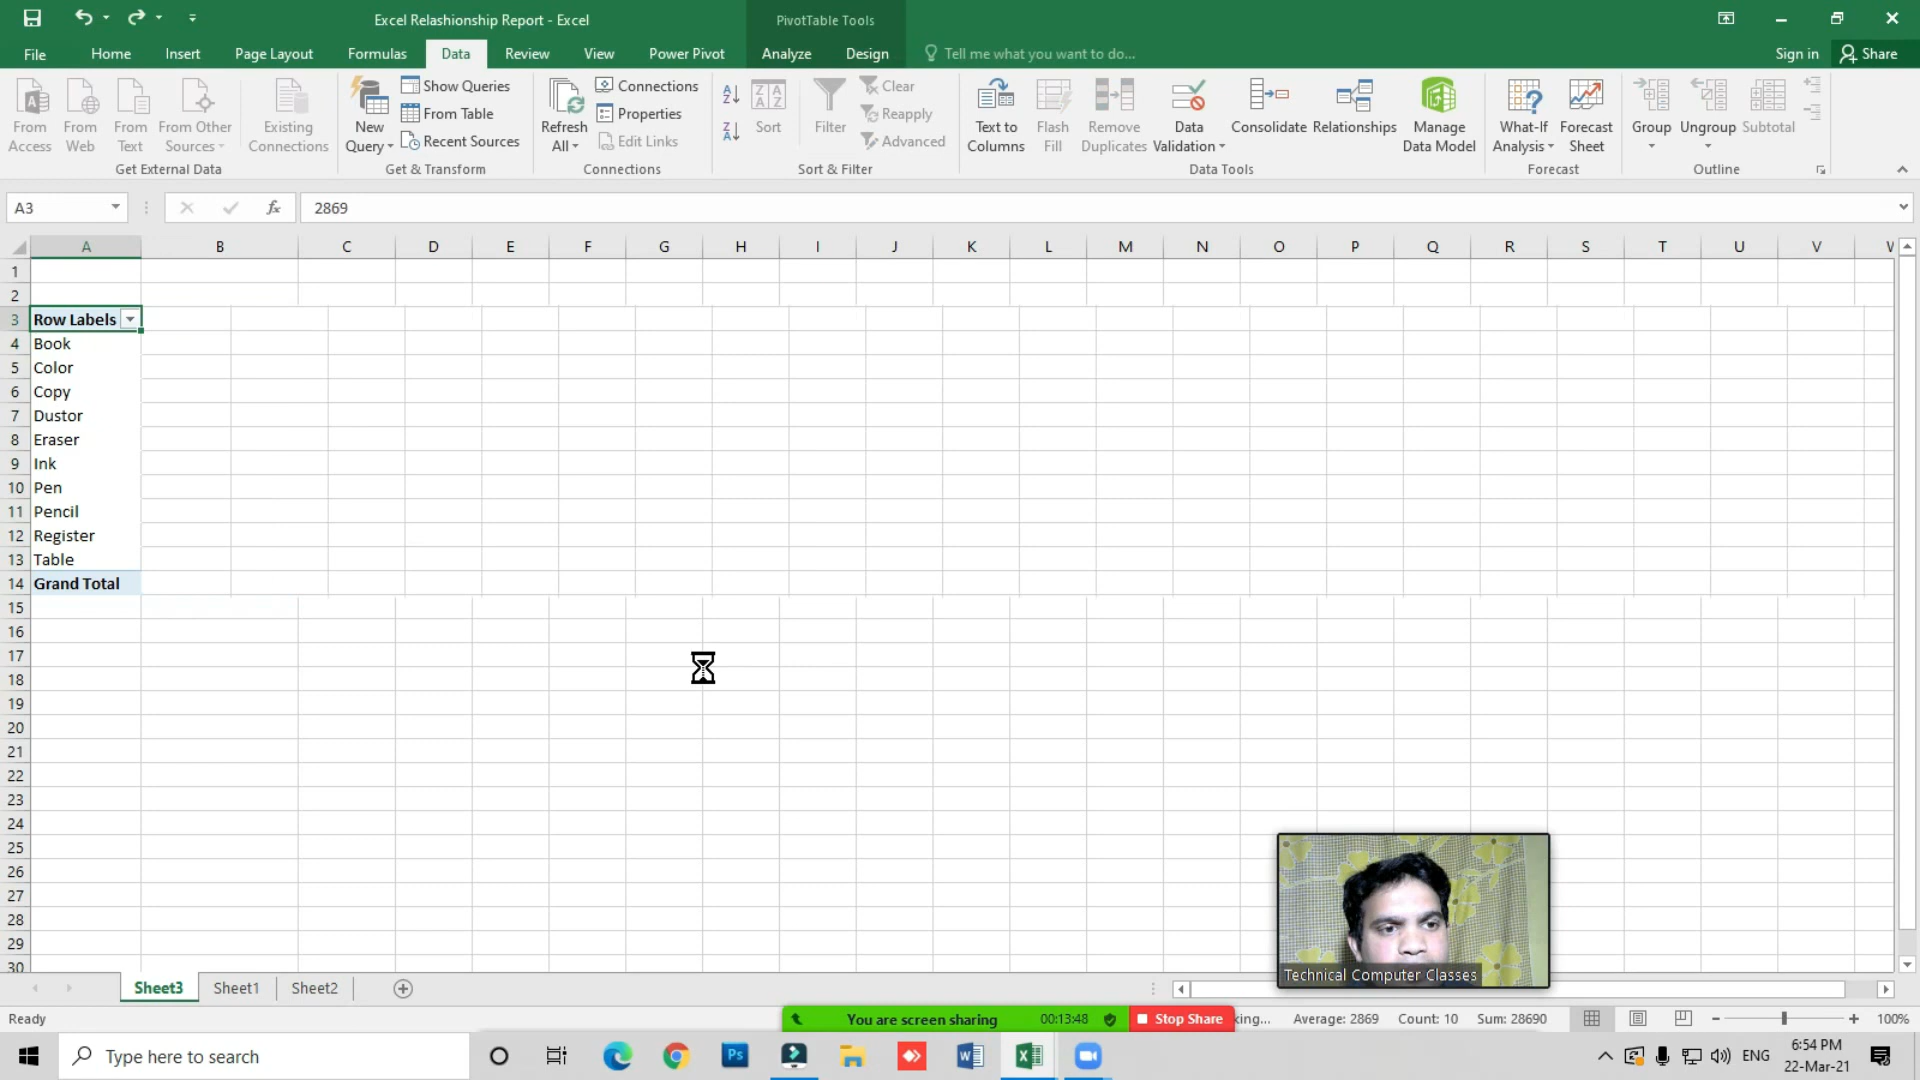 Excel Relashionship Report - Excel
PivotTable Tools
File Home Insert Page Layout Formulas Data Review View Power Pivot Analyze Design Tell me what you want to do... Sign in Share
From Access
From Web
From Text
From Other Sources
Existing Connections
Get External Data
New Query
Show Queries
From Table
Recent Sources
Get & Transform
Refresh All
Connections
Properties
Edit Links
Connections
Sort
Filter
Clear
Reapply
Advanced
Sort & Filter
Text to Columns
Flash Fill
Remove Duplicates
Data Validation
Consolidate
Relationships
Manage Data Model
Data Tools
What-If Analysis
Forecast Sheet
Forecast
Group
Ungroup
Subtotal
Outline
A3 fx 2869
A B C D E F G H I J K L M N O P Q R S T U V
1
2
3 Row Labels
4 Book
5 Color
6 Copy
7 Dustor
8 Eraser
9 Ink
10 Pen
11 Pencil
12 Register
13 Table
14 Grand Total
15
16
17
18
19
20
21
22
23
24
25
26
27
28
29
30
Technical Computer Classes
Sheet3 Sheet1 Sheet2
Ready You are screen sharing 00:13:48 Stop Share king... Average: 2869 Count: 10 Sum: 28690 100%
Type here to search
ENG
6:54 PM
22-Mar-21